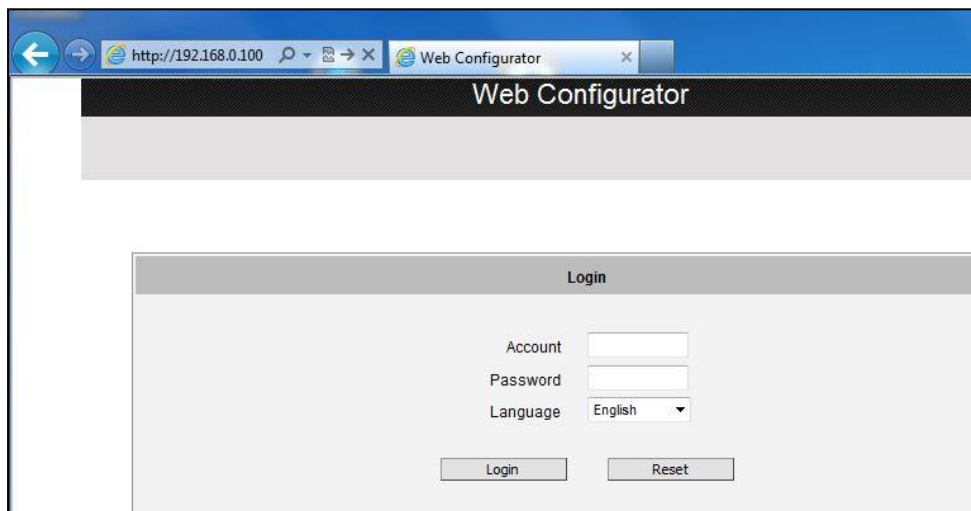 http://192.168.0.100
Web Configurator
Web Configurator
Login
Account
Password
Language English
Login Reset